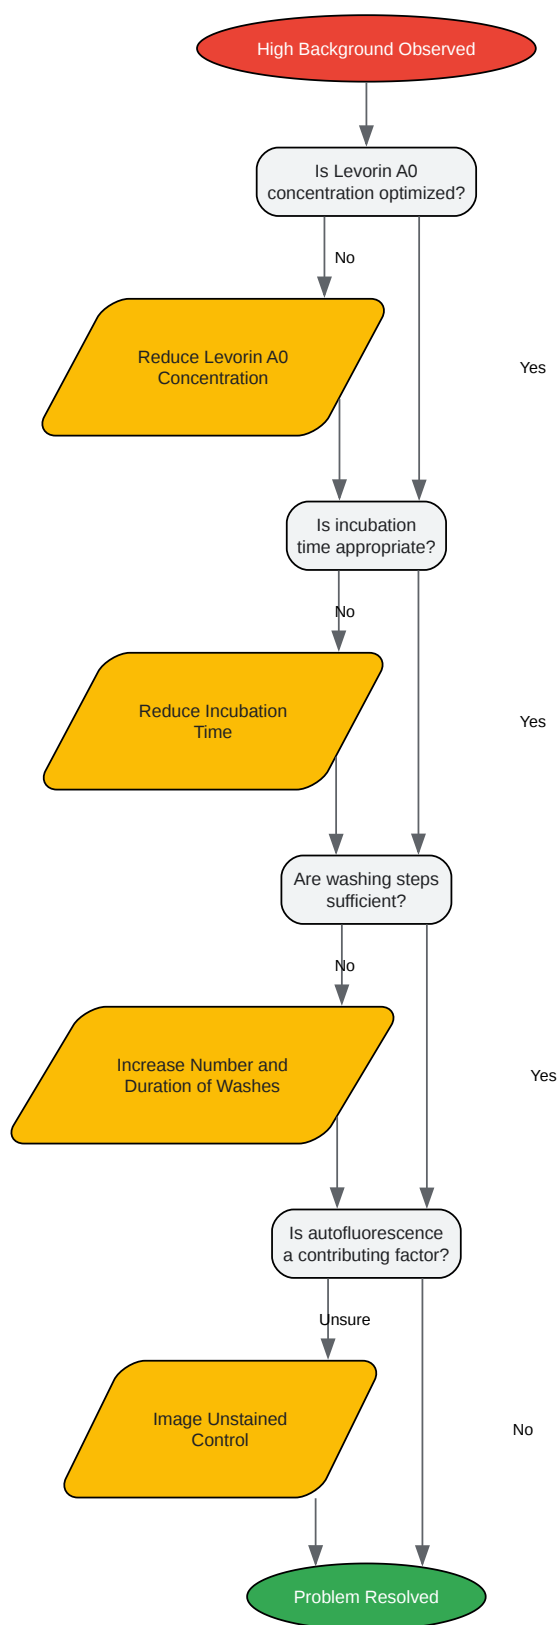 High Background Observed
Is Levorin A0
concentration optimized?
No
Reduce Levorin A0
Concentration
Yes
Is incubation
time appropriate?
No
Reduce Incubation
Time
Yes
Are washing steps
sufficient?
No
Increase Number and
Duration of Washes
Yes
Is autofluorescence
a contributing factor?
Unsure
Image Unstained
Control
No
Problem Resolved